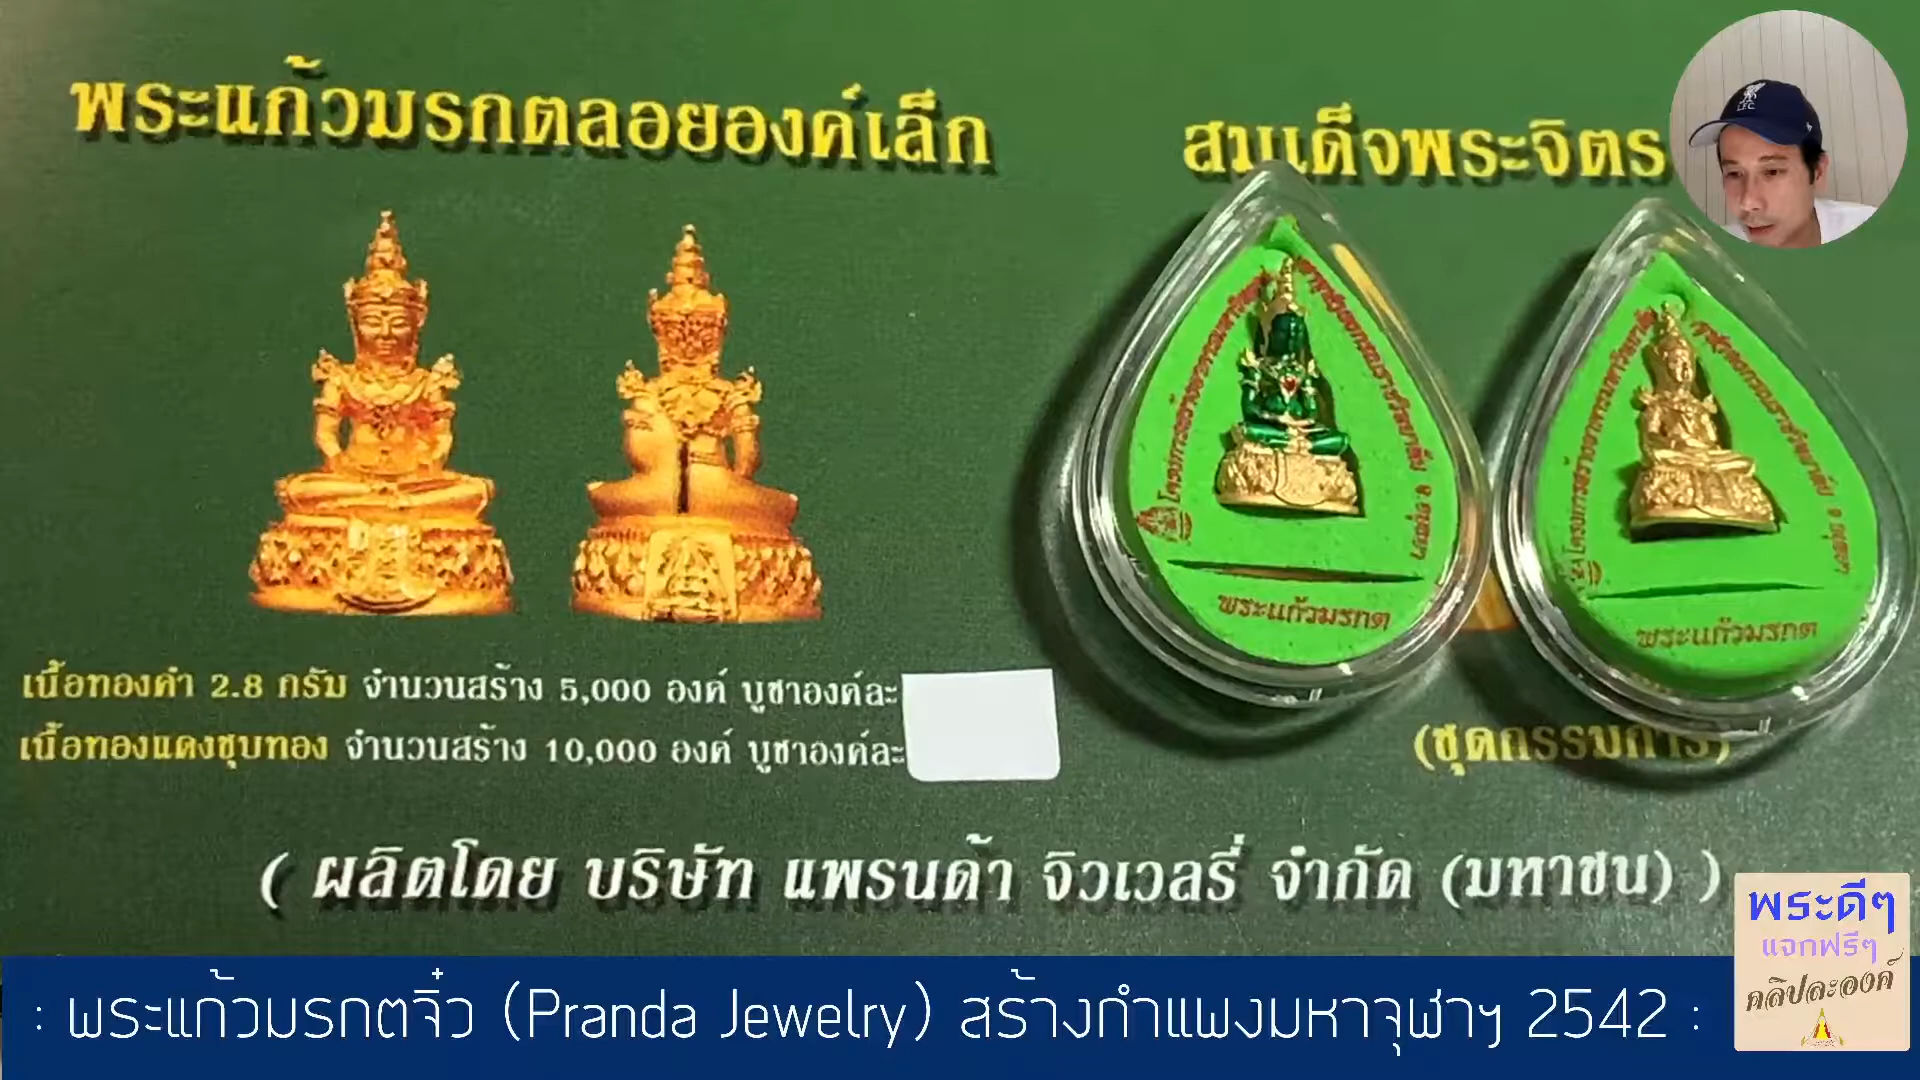 พระแก้วมรกตลอยองค์เล็ก
สมเด็จพระจิตร
L.F.C.
พระแก้วมรกต
พระแก้วมรกต
เนื้อทองคำ 2.8 กรัม จำนวนสร้าง 5,000 องค์ บูชาองค์ละ
เนื้อทองแดงชุบทอง จำนวนสร้าง 10,000 องค์ บูชาองค์ละ
(ชุดกรรมการ)
( ผลิตโดย บริษัท แพรนด้า จิวเวลรี่ จำกัด (มหาชน) )
พระดีๆ
แจกฟรีๆ
คลิปละองค์
: พระแก้วมรกตจิ๋ว (Pranda Jewelry) สร้างกำแพงมหาจุฬาฯ 2542 :